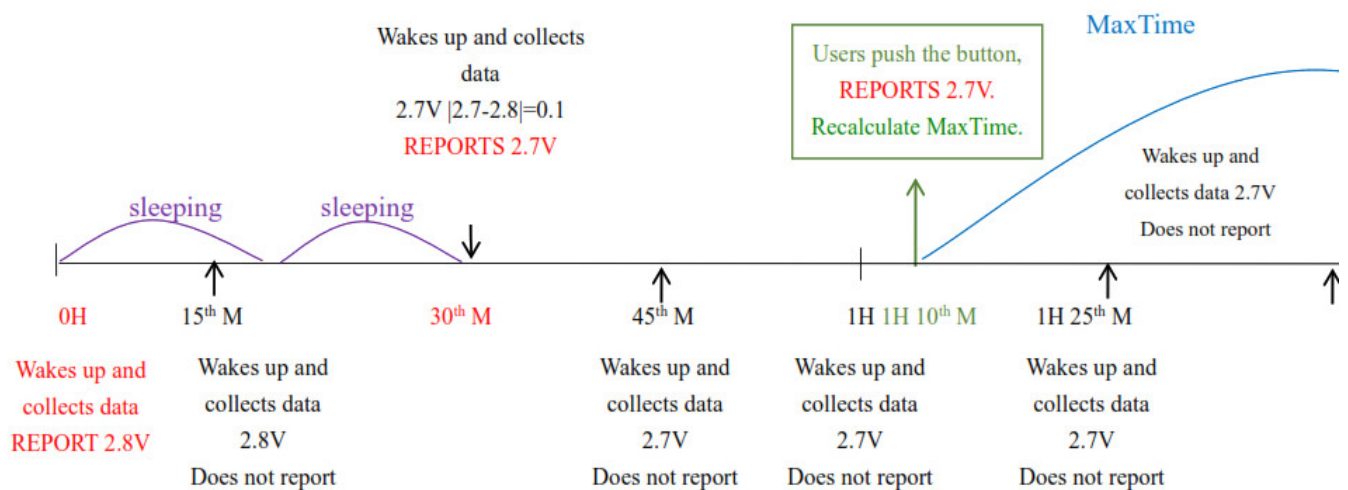 MaxTime
Wakes up and collects
data
2.7V |2.7-2.8|=0.1
REPORTS 2.7V
Users push the button,
REPORTS 2.7V.
Recalculate MaxTime.
Wakes up and
collects data 2.7V
Does not report
sleeping
sleeping
0H
15th M
30th M
45th M
1H
1H 10th M
1H 25th M
Wakes up and
collects data
REPORT 2.8V
Wakes up and
collects data
2.8V
Does not report
Wakes up and
collects data
2.7V
Does not report
Wakes up and
collects data
2.7V
Does not report
Wakes up and
collects data
2.7V
Does not report